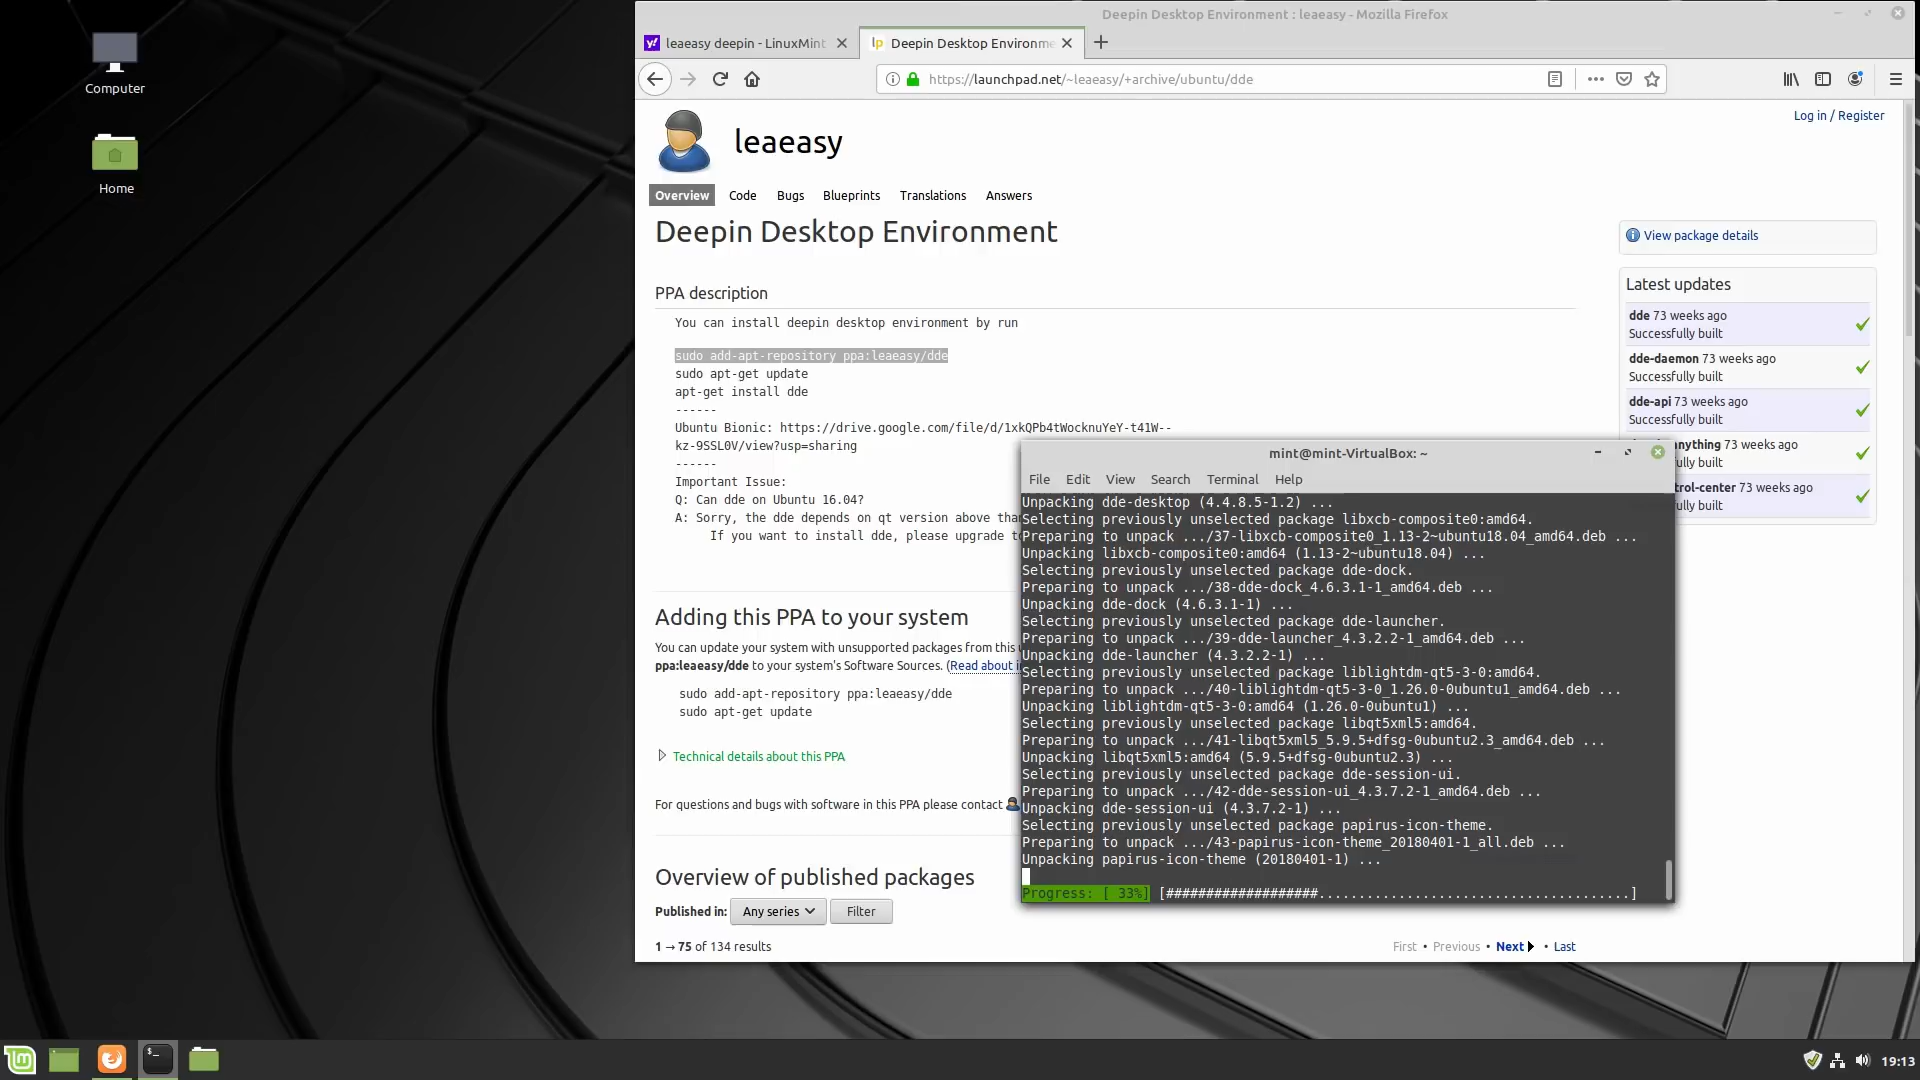 Computer
Home
Deepin Desktop Environment : leaeasy - Mozilla Firefox
leaeasy deepin - LinuxMint
Deepin Desktop Environme
https://launchpad.net/~leaeasy/+archive/ubuntu/dde
Log in / Register
leaeasy
Overview Code Bugs Blueprints Translations Answers
Deepin Desktop Environment
PPA description
You can install deepin desktop environment by run
sudo add-apt-repository ppa:leaeasy/dde
sudo apt-get update
apt-get install dde
------
Ubuntu Bionic: https://drive.google.com/file/d/1xkQPb4tWocknuYeY-t41W--
kz-9SSL0V/view?usp=sharing
------
Important Issue:
Q: Can dde on Ubuntu 16.04?
A: Sorry, the dde depends on qt version above than
If you want to install dde, please upgrade to
Adding this PPA to your system
You can update your system with unsupported packages from this
ppa:leaeasy/dde to your system's Software Sources. (Read about
sudo add-apt-repository ppa:leaeasy/dde
sudo apt-get update
Technical details about this PPA
For questions and bugs with software in this PPA please contact
Overview of published packages
Published in: Any series Filter
1 → 75 of 134 results
First • Previous • Next • Last
View package details
Latest updates
dde 73 weeks ago
Successfully built
dde-daemon 73 weeks ago
Successfully built
dde-api 73 weeks ago
Successfully built
anything 73 weeks ago
y built
trol-center 73 weeks ago
y built
mint@mint-VirtualBox: ~
File Edit View Search Terminal Help
Unpacking dde-desktop (4.4.8.5-1.2) ...
Selecting previously unselected package libxcb-composite0:amd64.
Preparing to unpack .../37-libxcb-composite0_1.13-2~ubuntu18.04_amd64.deb ...
Unpacking libxcb-composite0:amd64 (1.13-2~ubuntu18.04) ...
Selecting previously unselected package dde-dock.
Preparing to unpack .../38-dde-dock_4.6.3.1-1_amd64.deb ...
Unpacking dde-dock (4.6.3.1-1) ...
Selecting previously unselected package dde-launcher.
Preparing to unpack .../39-dde-launcher_4.3.2.2-1_amd64.deb ...
Unpacking dde-launcher (4.3.2.2-1) ...
Selecting previously unselected package liblightdm-qt5-3-0:amd64.
Preparing to unpack .../40-liblightdm-qt5-3-0_1.26.0-0ubuntu1_amd64.deb ...
Unpacking liblightdm-qt5-3-0:amd64 (1.26.0-0ubuntu1) ...
Selecting previously unselected package libqt5xml5:amd64.
Preparing to unpack .../41-libqt5xml5_5.9.5+dfsg-0ubuntu2.3_amd64.deb ...
Unpacking libqt5xml5:amd64 (5.9.5+dfsg-0ubuntu2.3) ...
Selecting previously unselected package dde-session-ui.
Preparing to unpack .../42-dde-session-ui_4.3.7.2-1_amd64.deb ...
Unpacking dde-session-ui (4.3.7.2-1) ...
Selecting previously unselected package papirus-icon-theme.
Preparing to unpack .../43-papirus-icon-theme_20180401-1_all.deb ...
Unpacking papirus-icon-theme (20180401-1) ...
Progress: [ 33%] [###################.......................................]
19:13